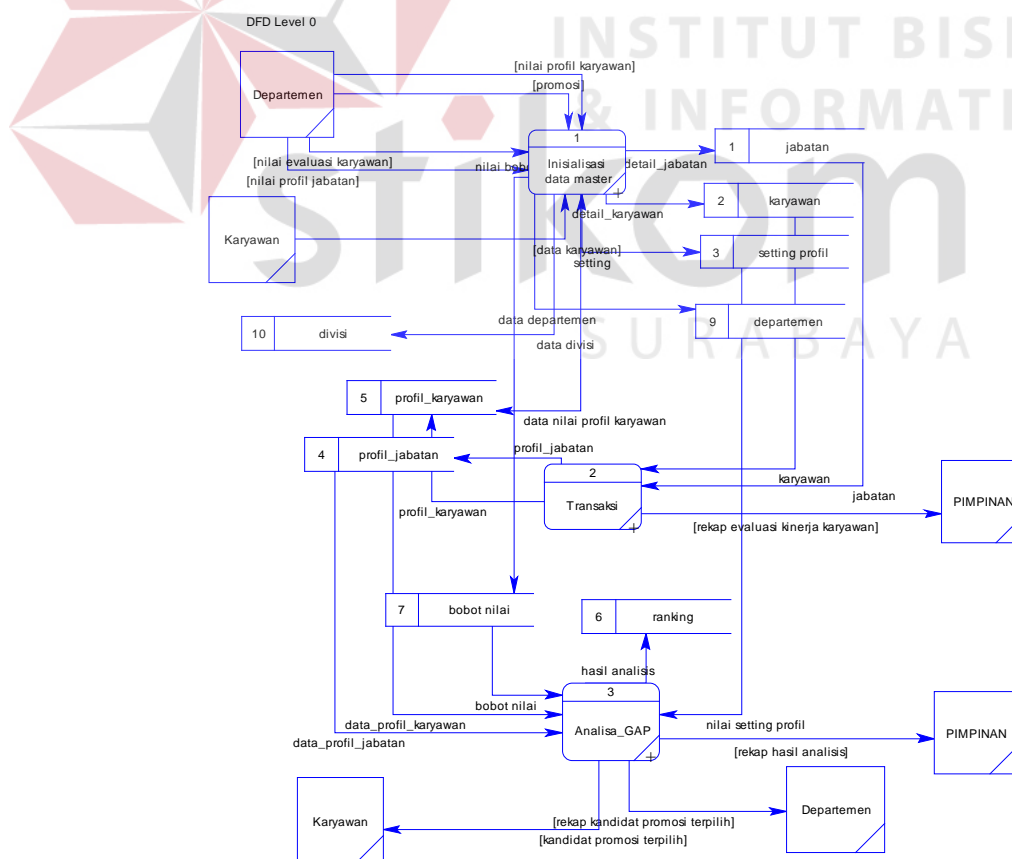 INSTITUT BISI
& INFORMATI
stikom
SURABAYA
DFD Level 0
Departemen
[nilai profil karyawan]
[promosi]
[nilai evaluasi karyawan]
[nilai profil jabatan]
nilai bobo
1
Inisialisasi
data master
+
detail_jabatan
1
jabatan
2
karyawan
detail_karyawan
Karyawan
[data karyawan]
setting
3
setting profil
data departemen
9
departemen
10
divisi
data divisi
5
profil_karyawan
data nilai profil karyawan
4
profil_jabatan
profil_jabatan
2
Transaksi
+
karyawan
jabatan
profil_karyawan
[rekap evaluasi kinerja karyawan]
PIMPINAN
7
bobot nilai
6
ranking
hasil analisis
3
Analisa_GAP
+
bobot nilai
data_profil_karyawan
data_profil_jabatan
nilai setting profil
[rekap hasil analisis]
PIMPINAN
Karyawan
[rekap kandidat promosi terpilih]
[kandidat promosi terpilih]
Departemen